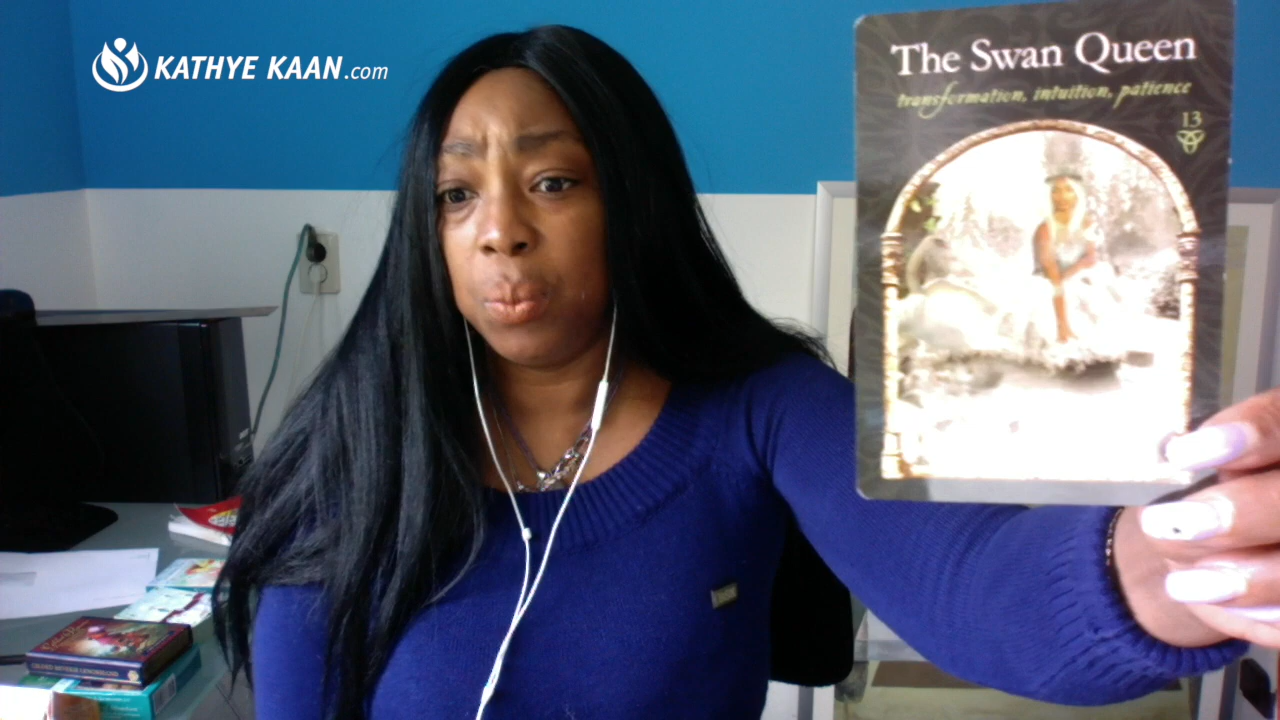 KATHYE KAAN.com
The Swan Queen
transformation, intuition, patience
13